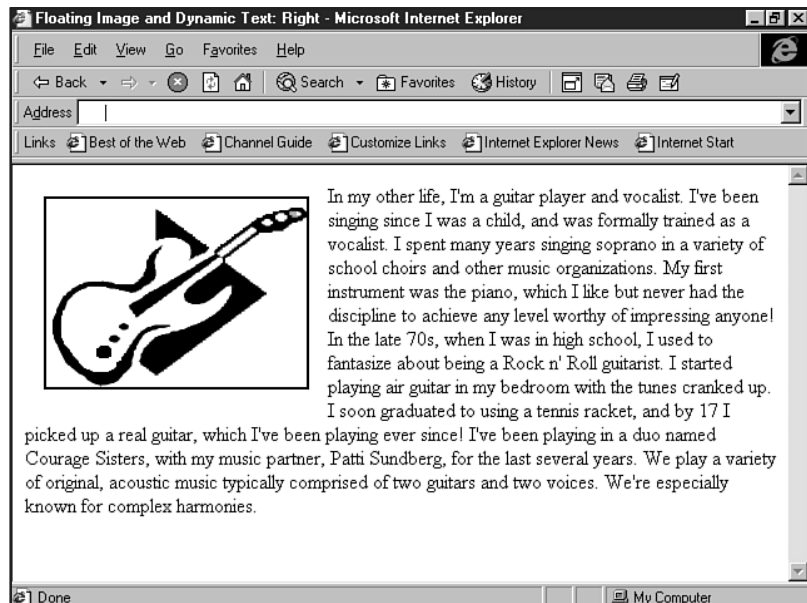 Floating Image and Dynamic Text: Right - Microsoft Internet Explorer
File Edit View Go Favorites Help
Back Search Favorites History
Address
Links Best of the Web Channel Guide Customize Links Internet Explorer News Internet Start
In my other life, I'm a guitar player and vocalist. I've been
singing since I was a child, and was formally trained as a
vocalist. I spent many years singing soprano in a variety of
school choirs and other music organizations. My first
instrument was the piano, which I like but never had the
discipline to achieve any level worthy of impressing anyone!
In the late 70s, when I was in high school, I used to
fantasize about being a Rock n' Roll guitarist. I started
playing air guitar in my bedroom with the tunes cranked up.
I soon graduated to using a tennis racket, and by 17 I
picked up a real guitar, which I've been playing ever since! I've been playing in a duo named
Courage Sisters, with my music partner, Patti Sundberg, for the last several years. We play a variety
of original, acoustic music typically comprised of two guitars and two voices. We're especially
known for complex harmonies.
Done My Computer